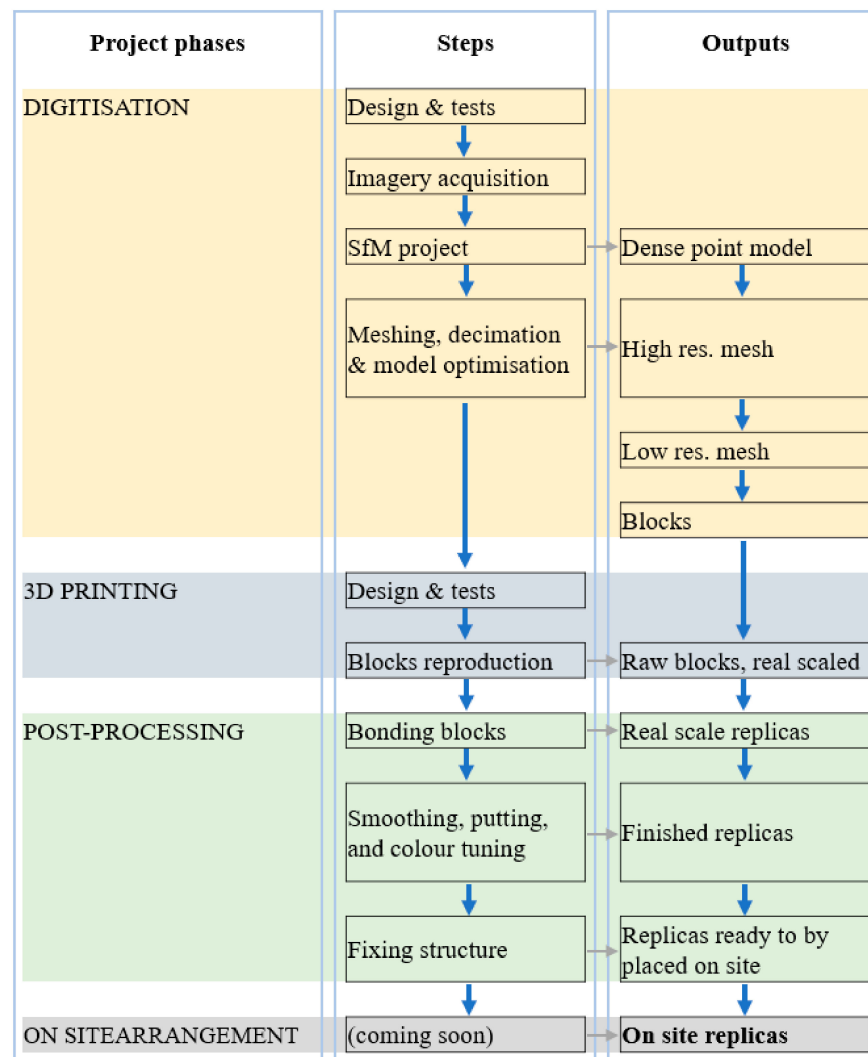 Project phases
Steps
Outputs
DIGITISATION
Design & tests
Imagery acquisition
SfM project
Dense point model
Meshing, decimation
& model optimisation
High res. mesh
Low res. mesh
Blocks
3D PRINTING
Design & tests
Blocks reproduction
Raw blocks, real scaled
POST-PROCESSING
Bonding blocks
Real scale replicas
Smoothing, putting,
and colour tuning
Finished replicas
Fixing structure
Replicas ready to by
placed on site
ON SITEARRANGEMENT
(coming soon)
On site replicas